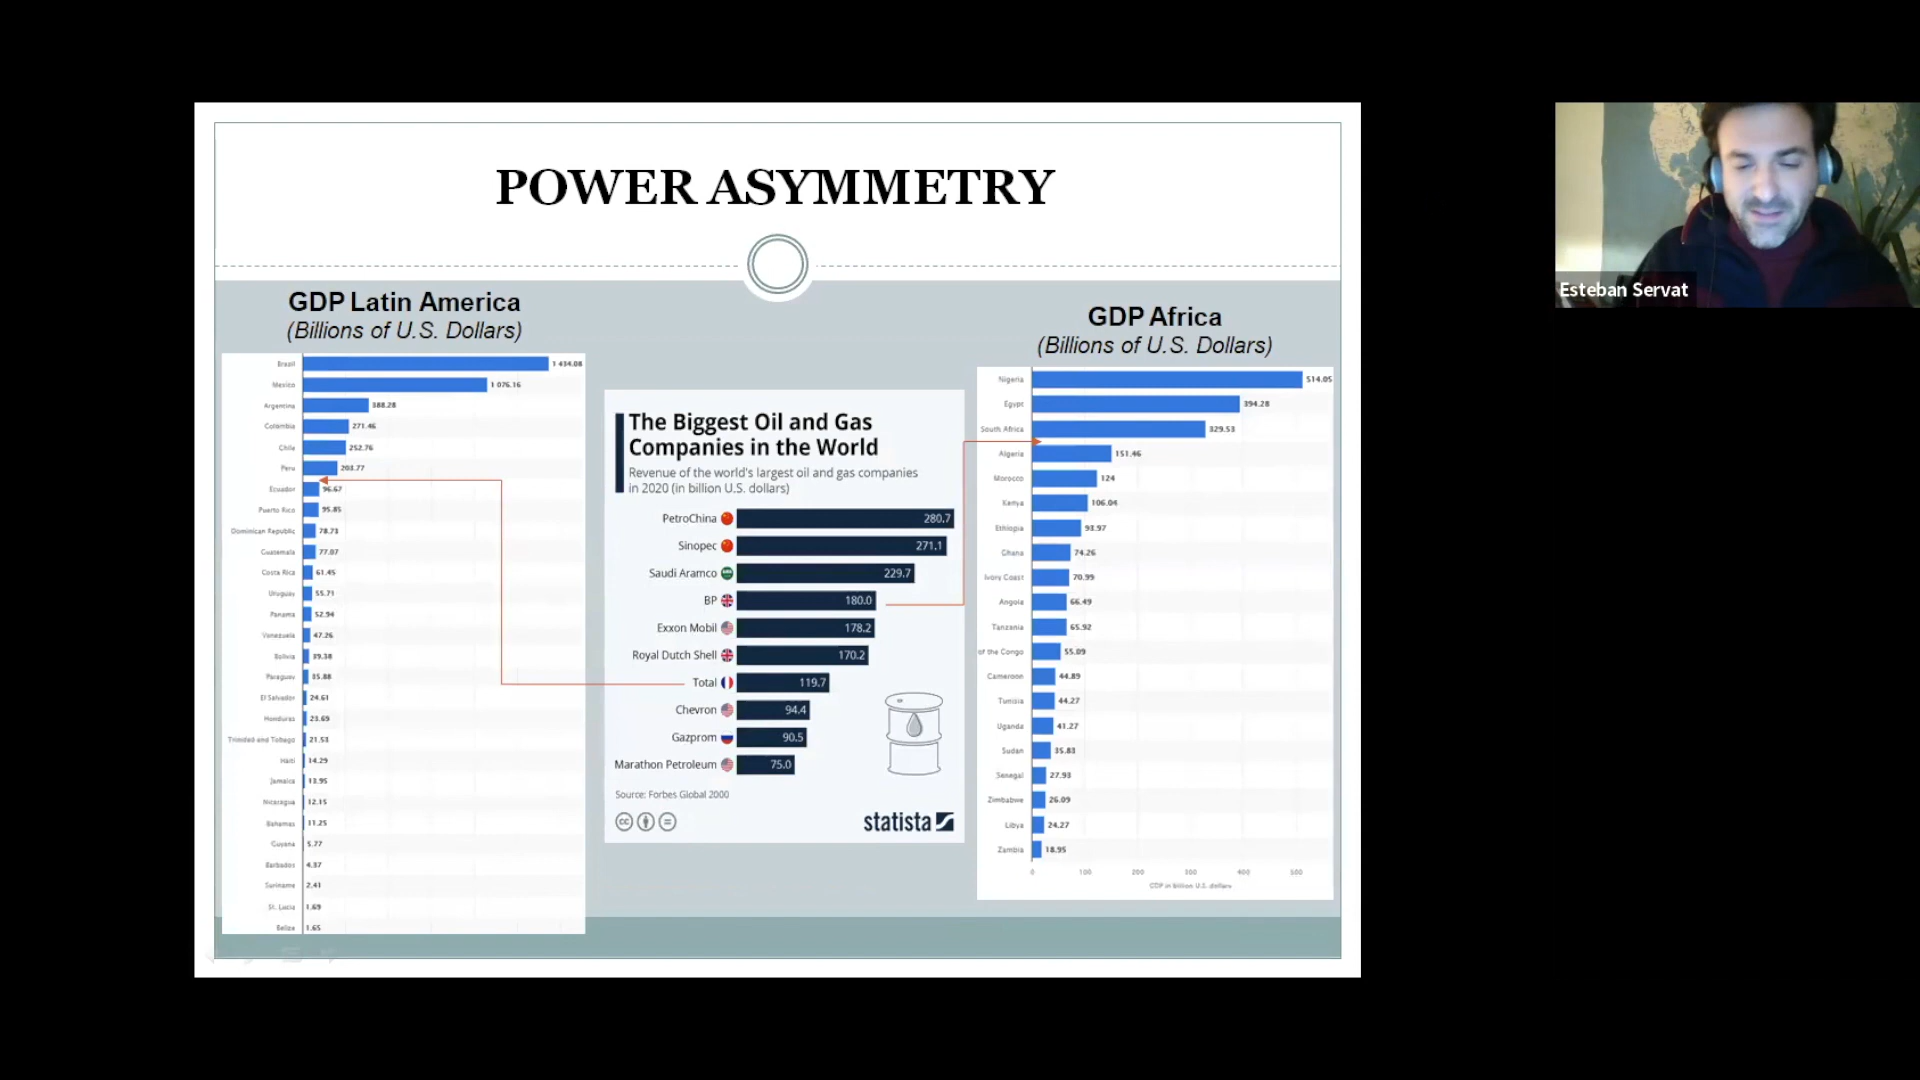 POWER ASYMMETRY
Esteban Servat
GDP Latin America
(Billions of U.S. Dollars)
Brazil 1 434.08
Mexico 1 076.16
Argentina 388.28
Colombia 271.46
Chile 252.76
Peru 203.77
Ecuador 96.67
Puerto Rico 95.85
Dominican Republic 78.73
Guatemala 77.07
Costa Rica 61.45
Uruguay 55.71
Panama 52.94
Venezuela 47.26
Bolivia 39.38
Paraguay 35.88
El Salvador 24.61
Honduras 23.69
Trinidad and Tobago 21.53
Haiti 14.29
Jamaica 13.95
Nicaragua 12.15
Bahamas 11.25
Guyana 5.77
Barbados 4.37
Suriname 2.41
St. Lucia 1.69
Belize 1.65
The Biggest Oil and Gas
Companies in the World
Revenue of the world's largest oil and gas companies
in 2020 (in billion U.S. dollars)
PetroChina 280.7
Sinopec 271.1
Saudi Aramco 229.7
BP 180.0
Exxon Mobil 178.2
Royal Dutch Shell 170.2
Total 119.7
Chevron 94.4
Gazprom 90.5
Marathon Petroleum 75.0
Source: Forbes Global 2000
cc
statista
GDP Africa
(Billions of U.S. Dollars)
Nigeria 514.05
Egypt 394.28
South Africa 329.53
Algeria 151.46
Morocco 124
Kenya 106.04
Ethiopia 93.97
Ghana 74.26
Ivory Coast 70.99
Angola 66.49
Tanzania 65.92
of the Congo 55.09
Cameroon 44.89
Tunisia 44.27
Uganda 41.27
Sudan 35.83
Senegal 27.93
Zimbabwe 26.09
Libya 24.27
Zambia 18.95
0 100 200 300 400 500
GDP in billion U.S. dollars